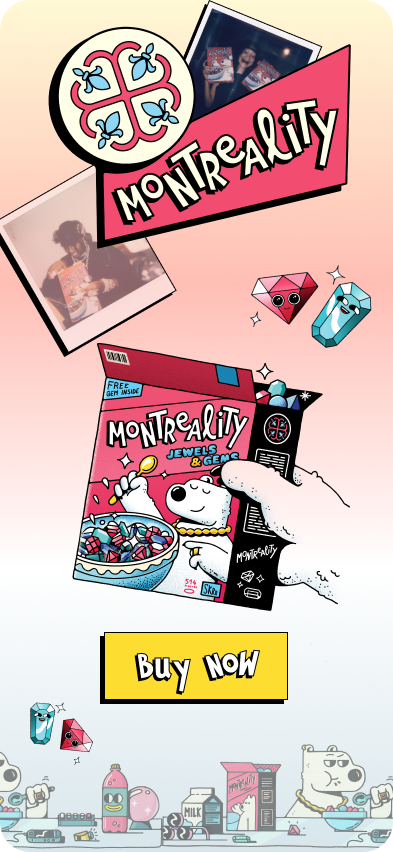 MONTREALITY
FREE
GEM INSIDE
MONTREALITY
JEWELS
& GEMS
MONTREALITY
514
Buy NOW
MILK